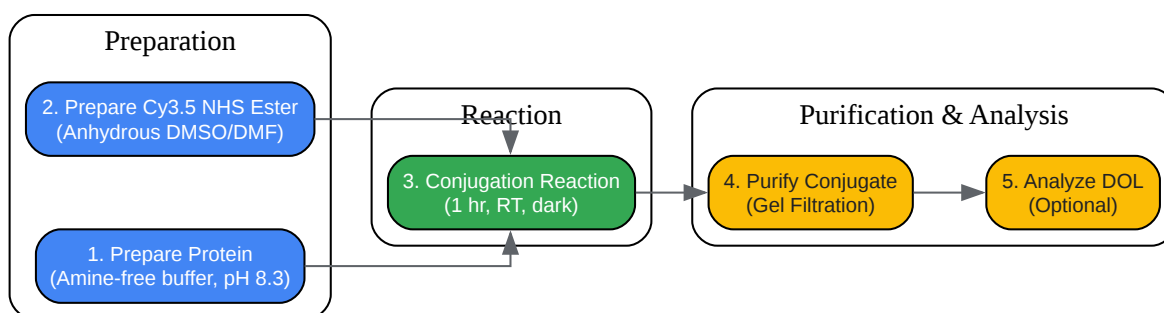 Preparation
2. Prepare Cy3.5 NHS Ester
(Anhydrous DMSO/DMF)
1. Prepare Protein
(Amine-free buffer, pH 8.3)
Reaction
3. Conjugation Reaction
(1 hr, RT, dark)
Purification & Analysis
4. Purify Conjugate
(Gel Filtration)
5. Analyze DOL
(Optional)